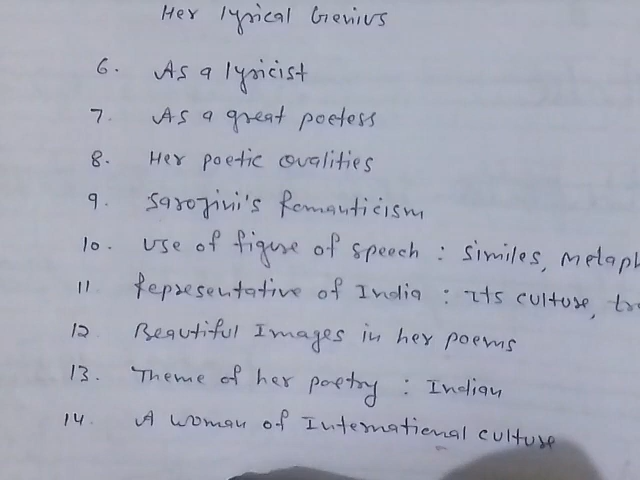 Her lyrical Genius
6. As a lyricist
7. As a great poetess
8. Her poetic Qualities
9. Sarojini's Romanticism
10. Use of figure of speech : similes, metaph
11 Representative of India : Its culture, tra
12 Beautiful Images in her poems
13. Theme of her poetry : Indian
14. A woman of International culture